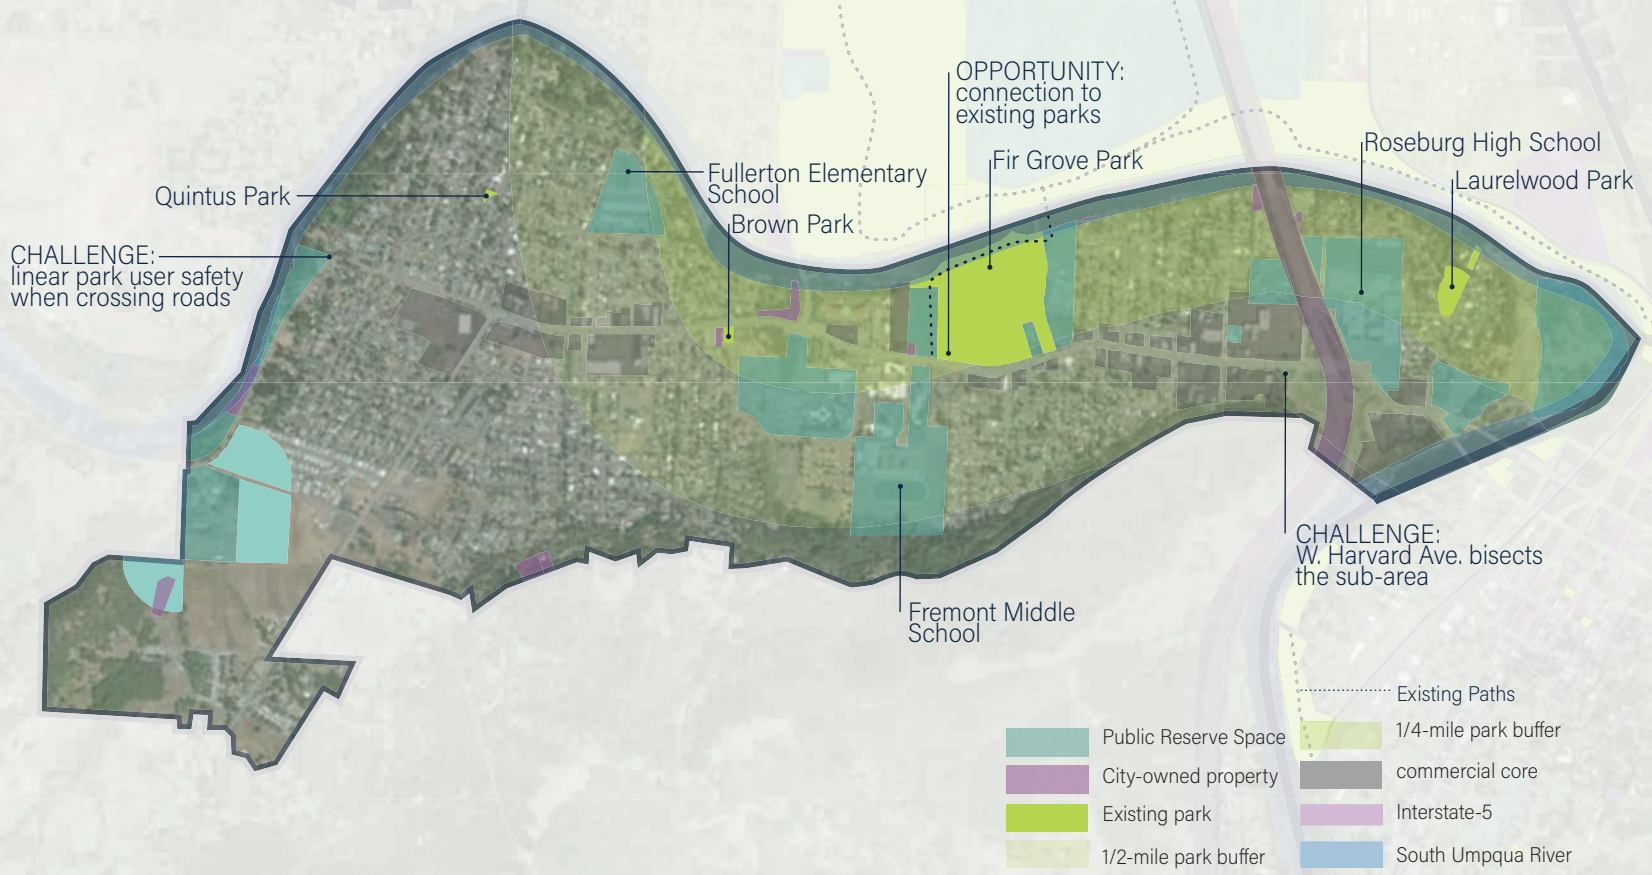 OPPORTUNITY:
connection to
existing parks
Fir Grove Park
Roseburg High School
Laurelwood Park
Fullerton Elementary
School
Quintus Park
Brown Park
CHALLENGE:
linear park user safety
when crossing roads
CHALLENGE:
W. Harvard Ave. bisects
the sub-area
Fremont Middle
School
Public Reserve Space
City-owned property
Existing park
1/2-mile park buffer
Existing Paths
1/4-mile park buffer
commercial core
Interstate-5
South Umpqua River